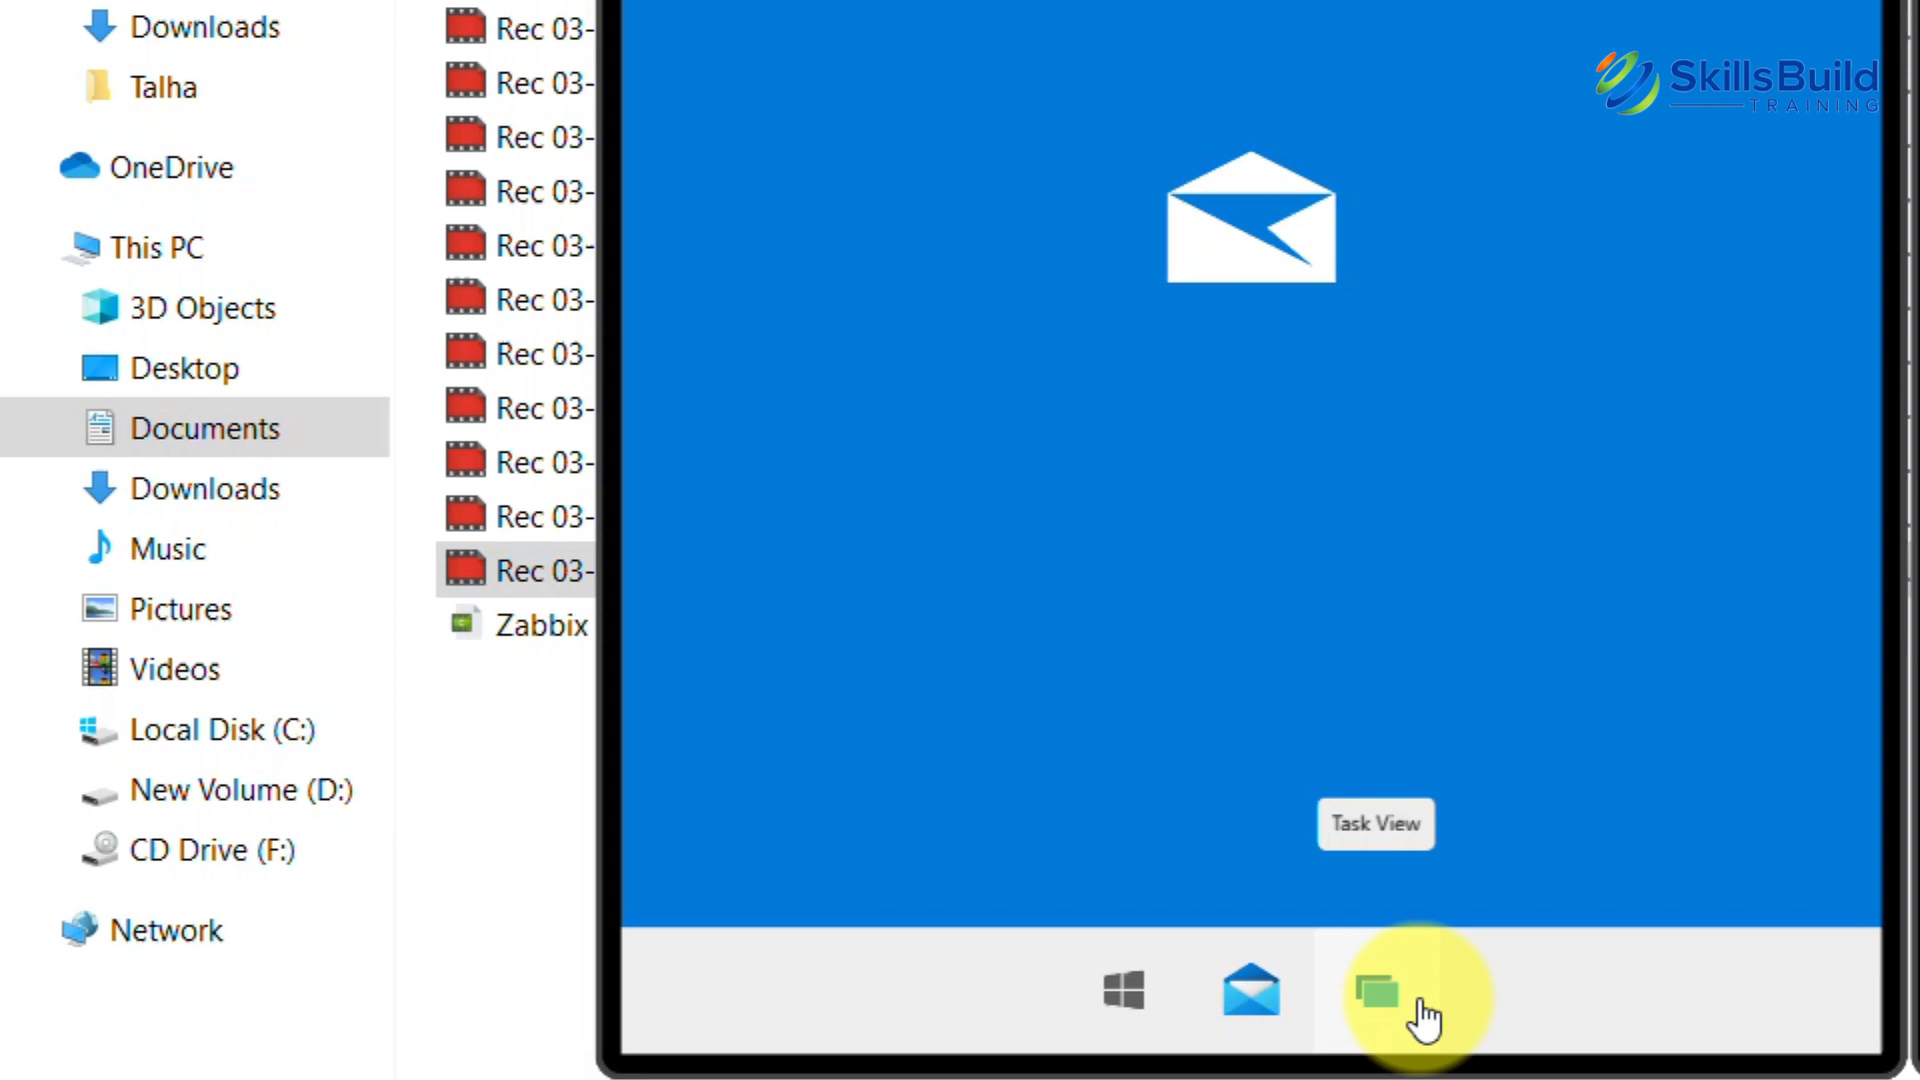 Downloads
Talha
OneDrive
This PC
3D Objects
Desktop
Documents
Downloads
Music
Pictures
Videos
Local Disk (C:)
New Volume (D:)
CD Drive (F:)
Network
Rec 03-
Rec 03-
Rec 03-
Rec 03-
Rec 03-
Rec 03-
Rec 03-
Rec 03-
Rec 03-
Rec 03-
Rec 03-
Zabbix
SkillsBuild
TRAINING
Task View